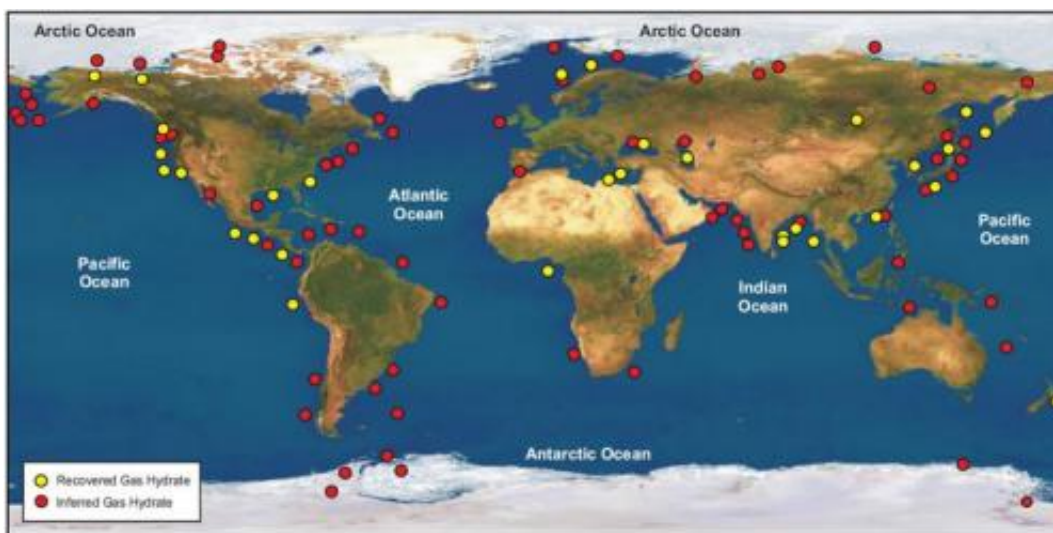 Arctic Ocean
Arctic Ocean
Atlantic
Ocean
Pacific
Ocean
Pacific
Ocean
Indian
Ocean
Antarctic Ocean
Recovered Gas Hydrate
Inferred Gas Hydrate